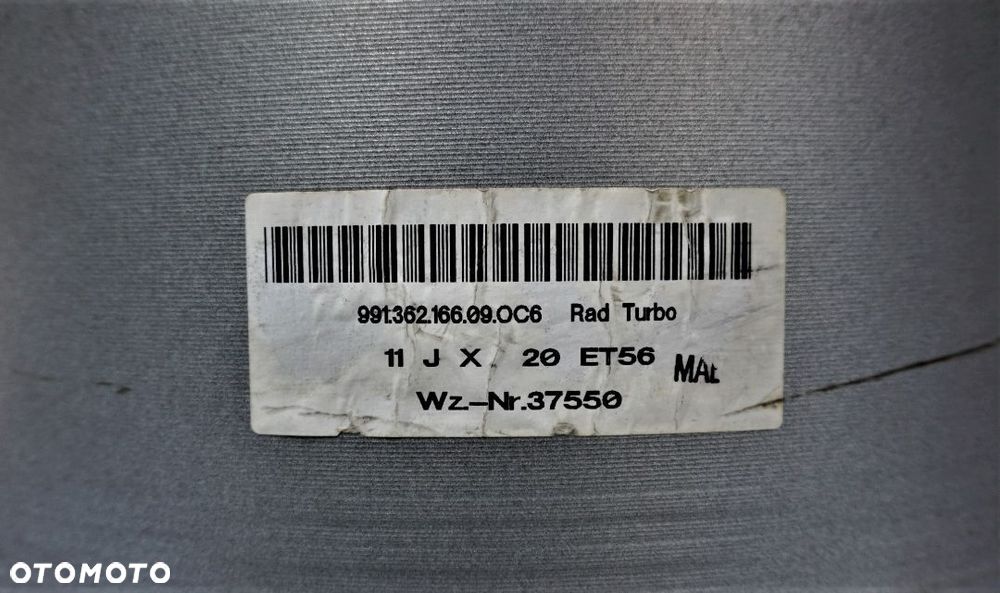 991.362.166.09.OC6 Rad Turbo
11 J X 20 ET56
MAL
Wz.-Nr.37550
OTOMOTO